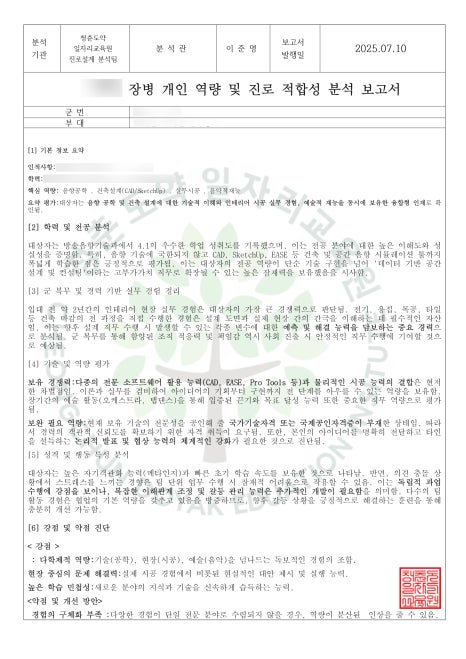 분석
기관
청춘도약
일자리교육원
진로설계 분석팀
분 석 관
이 준 명
보고서
발행일
2025.07.10
장병 개인 역량 및 진로 적합성 분석 보고서
군 번
부 대
[1] 기본 정보 요약
인적사항:
학력:
핵심 역량: 음향공학, 건축설계(CAD/SketchUp), 실무시공, 음악적재능
요약 평가:대상자는 음향 공학 및 건축 설계에 대한 기술적 이해와 인테리어 시공 실무 경험, 예술적 재능을 동시에 보유한 융합형 인재로 확
인됨.
[2] 학력 및 전공 분석
대상자는 방송음향기술과에서 4.1의 우수한 학업 성취도를 기록했으며, 이는 전공 분야에 대한 높은 이해도와 성
실성을 증명함. 특히, 음향 기술에 국한되지 않고 CAD, SketchUp, EASE 등 건축 및 공간 음향 시뮬레이션 툴까지
폭넓게 학습한 점을 긍정적으로 평가됨. 이는 대상자의 전공 역량이 단순 기술 구현을 넘어 '데이터 기반 공간
설계 및 컨설팅'이라는 고부가가치 직무로 확장될 수 있는 높은 잠재력을 보유했음을 시사함.
[3] 군 복무 및 경력 기반 실무 경험 정리
입대 전 약 2년간의 인테리어 현장 실무 경험은 대상자의 가장 큰 경쟁력으로 판단됨. 전기, 용접, 목공, 타일
등 건축 마감의 전 과정을 직접 수행한 경험은 설계 도면과 실제 현장 간의 간극을 이해하는 데 필수적인 자산
임. 이는 향후 설계 직무 수행 시 발생할 수 있는 각종 변수에 대한 예측 및 해결 능력을 담보하는 중요 경력으
로 분석됨. 군 복무를 통해 함양된 조직 적응력 및 책임감 역시 사회 진출 시 안정적인 직무 수행에 기여할 것으
로 예상됨.
[4] 기술 및 역량 평가
보유 경쟁력:다종의 전문 소프트웨어 활용 능력(CAD, EASE, Pro Tools 등)과 물리적인 시공 능력의 결합은 현저
한 차별점임. 이론과 실무를 겸비하여 아이디어의 기획부터 구현까지 전 단계를 아우를 수 있는 역량을 보유함.
장기간의 예술 활동(오케스트라, 밴드스)을 통해 입증된 끈기와 목표 달성 능력 또한 중요한 직무 역량으로 평가
됨.
보완 필요 역량:현재 보유 기술의 전문성을 공인해 줄 국가기술자격 또는 국제공인자격증이 부재한 상태임. 따라
서 경력의 객관적 신뢰도를 확보하기 위한 자격 취득이 요구됨. 또한, 본인의 아이디어를 명확히 전달하고 타인
을 설득하는 논리적 발표 및 협상 능력의 체계적인 강화가 필요한 것으로 진단됨.
[5] 성격 및 행동 특성 분석
대상자는 높은 자기객관화 능력(메타인지)과 빠른 초기 학습 속도를 보유한 것으로 나타남. 반면, 의견 충돌 상
황에서 스트레스를 느끼는 경향은 팀 단위 업무 수행 시 잠재적 어려움으로 작용할 수 있음. 이는 독립적 과업
수행에 강점을 보이나, 복잡한 이해관계 조정 및 갈등 관리 능력은 추가적인 개발이 필요함을 의미함. 다수의 팀
활동 경험은 협업의 기본 역량을 갖추고 있음을 방증하므로, 향후 갈등 상황을 긍정적으로 해결하는 훈련을 통해
충분히 개선 가능함.
[6] 강점 및 약점 진단
< 강점 >
: 다학제적 역량:기술(공학), 현장(시공), 예술(음악)을 넘나드는 독보적인 경험의 조합.
현장 중심의 문제 해결력:실제 시공 경험에서 비롯된 현실적인 대안 제시 및 실행 능력.
높은 학습 민첩성:새로운 분야의 지식과 기술을 신속하게 습득하는 능력.
<약점 및 개선 방안>
경험의 구체화 부족 :다양한 경험이 단일 전문 분야로 수렴되지 않을 경우, 역량이 분산된 인상을 줄 수 있음.